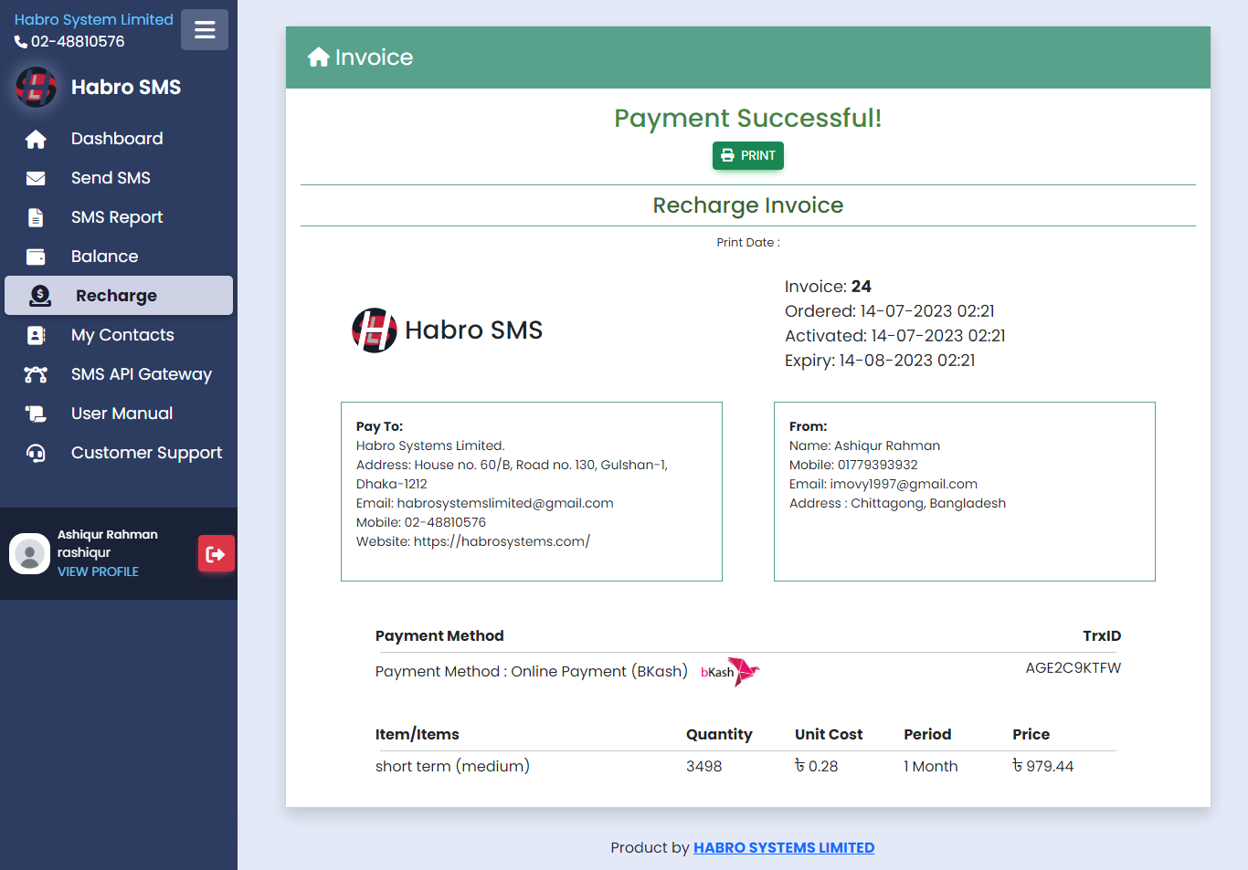 Habro System Limited
02-48810576
Habro SMS
Dashboard
Send SMS
SMS Report
Balance
Recharge
My Contacts
SMS API Gateway
User Manual
Customer Support
Ashiqur Rahman
rashiqur
VIEW PROFILE
Invoice
Payment Successful!
PRINT
Recharge Invoice
Print Date :
Habro SMS
Invoice: 24
Ordered: 14-07-2023 02:21
Activated: 14-07-2023 02:21
Expiry: 14-08-2023 02:21
Pay To:
Habro Systems Limited.
Address: House no. 60/B, Road no. 130, Gulshan-1,
Dhaka-1212
Email: habrosystemslimited@gmail.com
Mobile: 02-48810576
Website: https://habrosystems.com/
From:
Name: Ashiqur Rahman
Mobile: 01779393932
Email: imovy1997@gmail.com
Address : Chittagong, Bangladesh
Payment Method TrxID
Payment Method : Online Payment (BKash) bKash AGE2C9KTFW
Item/Items Quantity Unit Cost Period Price
short term (medium) 3498 ৳ 0.28 1 Month ৳ 979.44
Product by HABRO SYSTEMS LIMITED